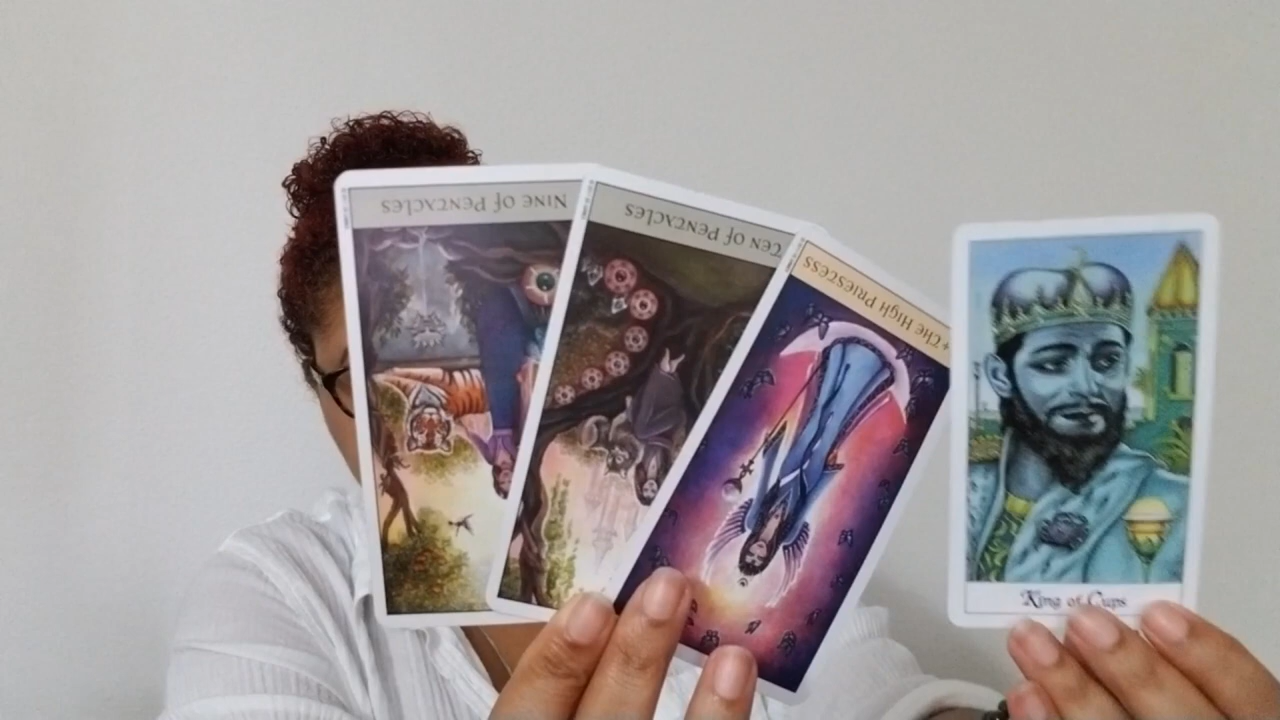 Nine of Pentacles
Ten of Pentacles
The High Priestess
King of Cups